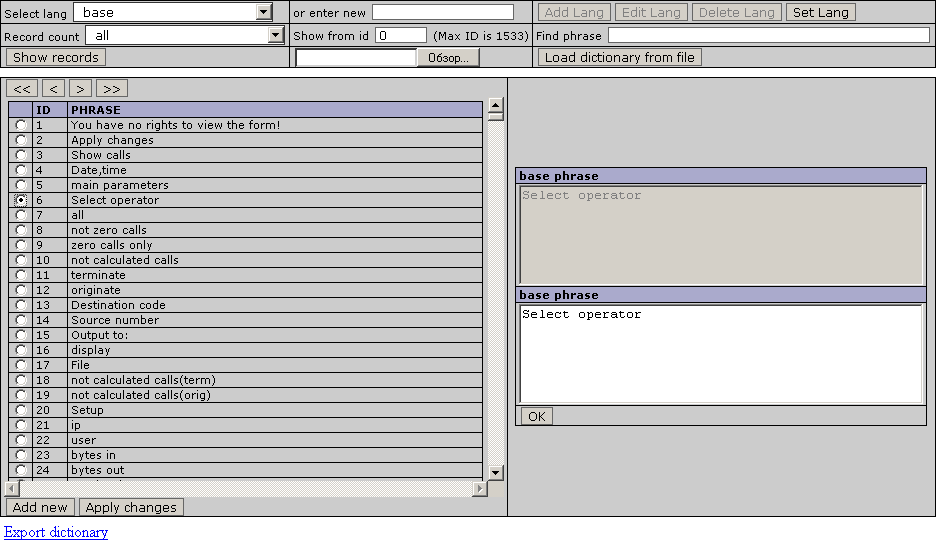 Select lang base or enter new Add Lang Edit Lang Delete Lang Set Lang
Record count all Show from id 0 (Max ID is 1533) Find phrase
Show records Обзор... Load dictionary from file
<< < > >>
ID PHRASE
1 You have no rights to view the form!
2 Apply changes
3 Show calls
4 Date,time
5 main parameters
6 Select operator
7 all
8 not zero calls
9 zero calls only
10 not calculated calls
11 terminate
12 originate
13 Destination code
14 Source number
15 Output to:
16 display
17 File
18 not calculated calls(term)
19 not calculated calls(orig)
20 Setup
21 ip
22 user
23 bytes in
24 bytes out
Add new Apply changes
base phrase
Select operator
base phrase
Select operator
OK
Export dictionary